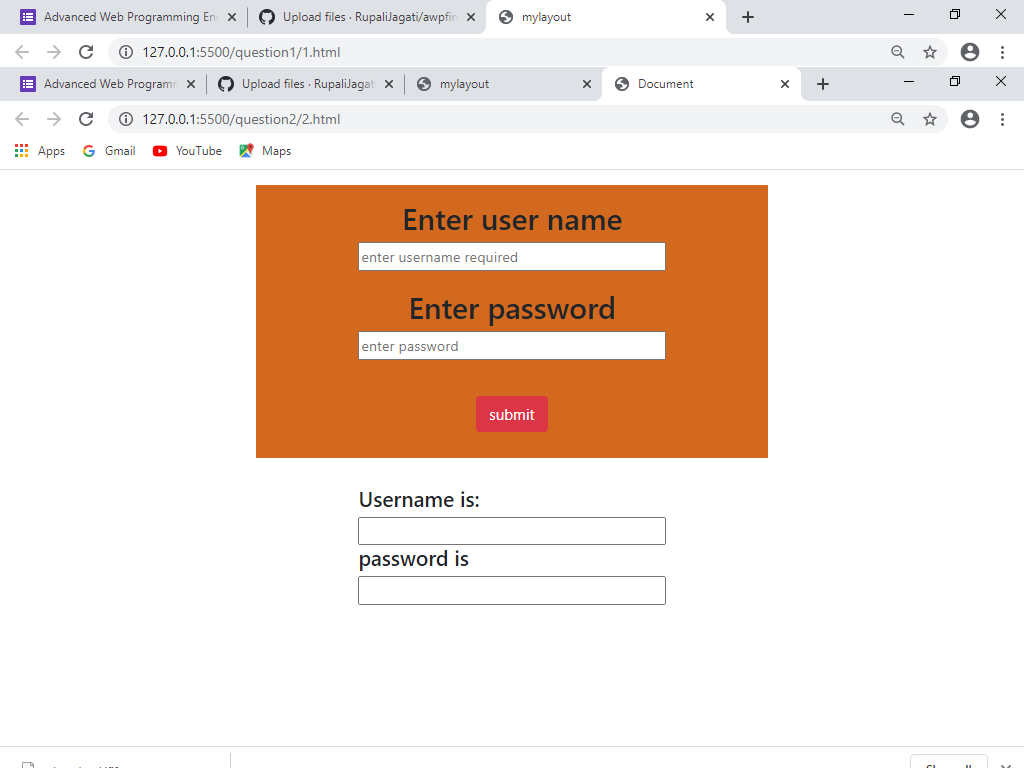 Advanced Web Programming En
Upload files · RupaliJagati/awpfin
mylayout
127.0.0.1:5500/question1/1.html
Advanced Web Programm
Upload files · RupaliJagat
mylayout
Document
127.0.0.1:5500/question2/2.html
Apps
Gmail
YouTube
Maps
Enter user name
enter username required
Enter password
enter password
submit
Username is:
password is